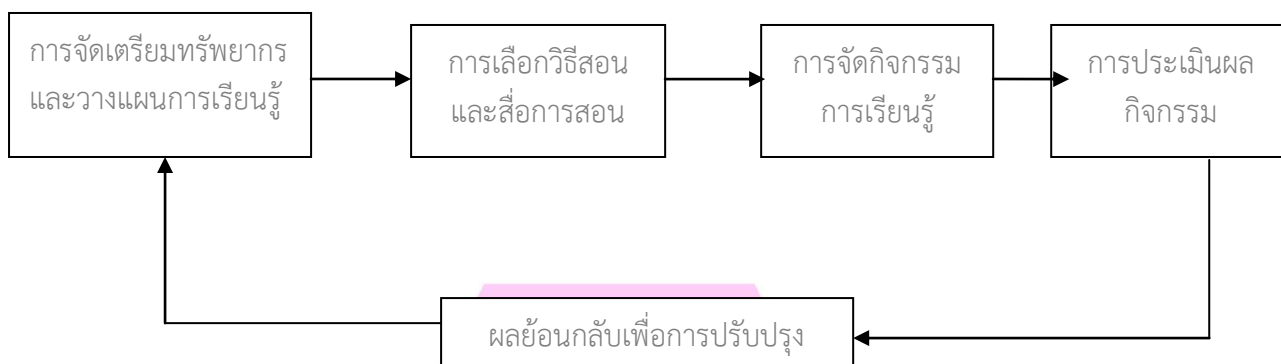 การจัดเตรียมทรัพยากร
และวางแผนการเรียนรู้
การเลือกวิธีสอน
และสื่อการสอน
การจัดกิจกรรม
การเรียนรู้
การประเมินผล
กิจกรรม
ผลย้อนกลับเพื่อการปรับปรุง